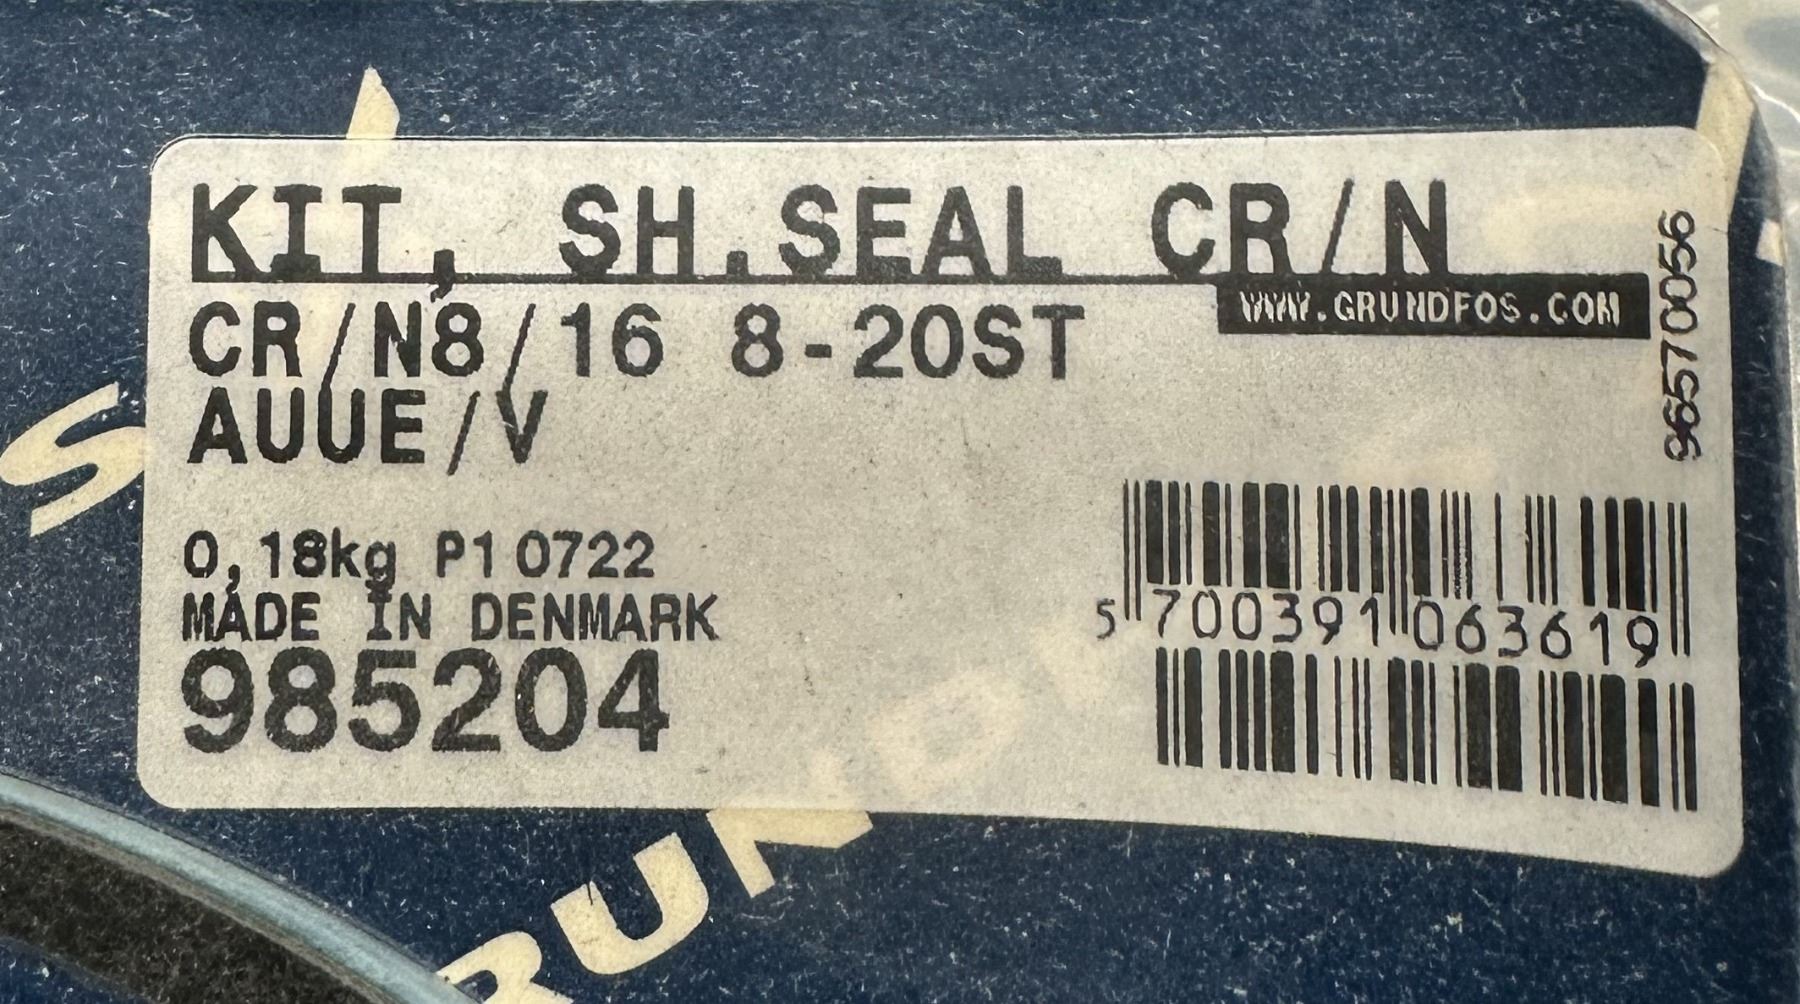 KIT, SH.SEAL CR/N
WWW.GRUNDFOS.COM
CR/N8/16 8-20ST
AUUE/V
96570056
0,18kg P1 0722
MADE IN DENMARK
985204
5 700391 063619
S
RUND